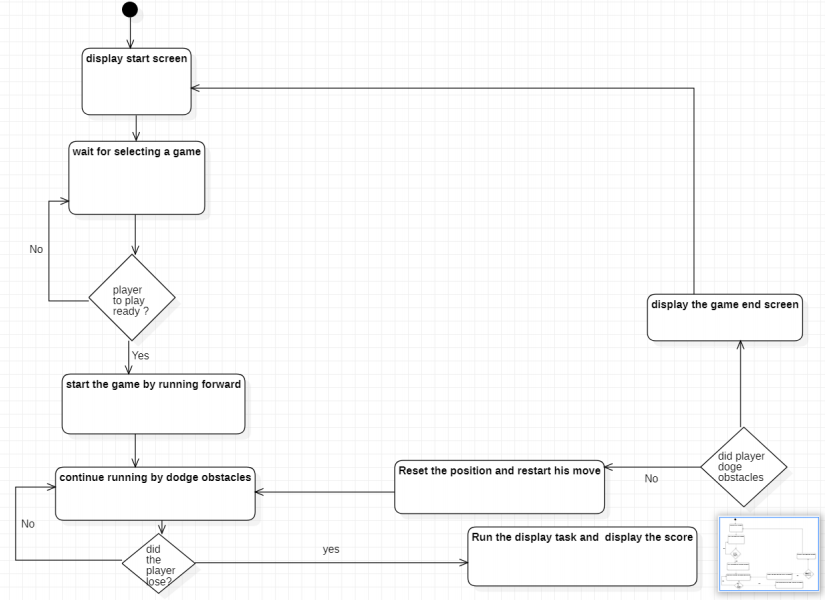 display start screen
wait for selecting a game
No
player
to play
ready ?
Yes
display the game end screen
start the game by running forward
did player
doge
obstacles
No
Reset the position and restart his move
continue running by dodge obstacles
No
did
the
player
lose?
yes
Run the display task and  display the score